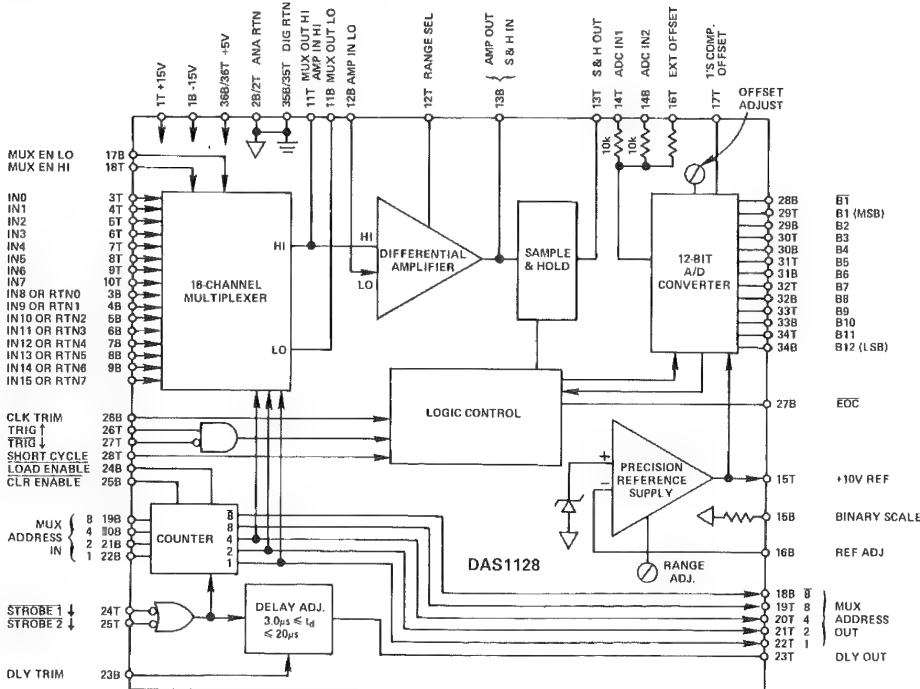 1T +15V
1B -15V
36B/36T +5V
2B/2T ANA RTN
35B/35T DIG RTN
MUX OUT HI
11T AMP IN HI
11B MUX OUT LO
12B AMP IN LO
12T RANGE SEL
AMP OUT
13B
S & H IN
13T S & H OUT
14T ADC IN1
14B ADC IN2
16T EXT OFFSET
1'S COMP.
17T OFFSET
OFFSET
ADJUST
10k
10k
MUX EN LO 17B
MUX EN HI 18T
IN0 3T
IN1 4T
IN2 5T
IN3 6T
IN4 7T
IN5 8T
IN6 9T
IN7 10T
IN8 OR RTN0 3B
IN9 OR RTN1 4B
IN10 OR RTN2 5B
IN11 OR RTN3 6B
IN12 OR RTN4 7B
IN13 OR RTN5 8B
IN14 OR RTN6 9B
IN15 OR RTN7
16-CHANNEL
MULTIPLEXER
HI
LO
HI
LO
DIFFERENTIAL
AMPLIFIER
SAMPLE
& HOLD
12-BIT
A/D
CONVERTER
28B B1
29T B1 (MSB)
29B B2
30T B3
30B B4
31T B5
31B B6
32T B7
32B B8
33T B9
33B B10
34T B11
34B B12 (LSB)
CLK TRIM 26B
TRIG ↑ 26T
TRIG ↓ 27T
SHORT CYCLE 28T
LOAD ENABLE 24B
CLR ENABLE 25B
LOGIC CONTROL
27B EOC
+
−
PRECISION
REFERENCE
SUPPLY
RANGE
ADJ.
15T +10V REF
15B BINARY SCALE
16B REF ADJ
MUX
ADDRESS
IN
8 19B
4
2 21B
1 22B
COUNTER
8
8
4
2
1
DAS1128
STROBE 1 ↓ 24T
STROBE 2 ↓ 25T
DELAY ADJ.
3.0µs ≤ td
≤ 20µs
18B 8
19T 8
20T 4
21T 2
22T 1
MUX
ADDRESS
OUT
23T DLY OUT
DLY TRIM 23B